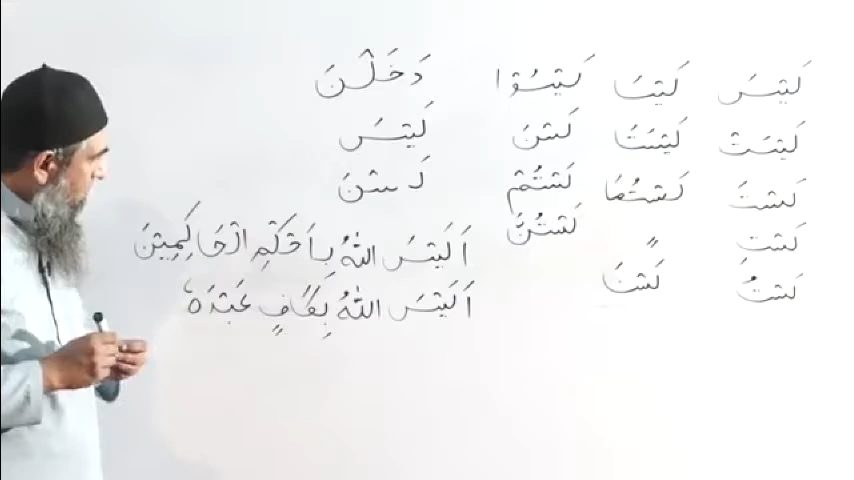 لَيْسَ لَيْسَا لَيْسُوْا دَخَلْنَ
لَيْسَتْ لَيْسَتَا لَسْنَ لَيْسَ
لَسْتَ لَسْتُمَا لَسْتُمْ لَسْنَ
لَسْتِ ‎ لَسْتُنَّ
لَسْتُ لَسْنَا
اَلَيْسَ اللّٰهُ بِاَحْكَمِ الْحَاكِمِيْنَ
اَلَيْسَ اللّٰهُ بِكَافٍ عَبْدَهٗ